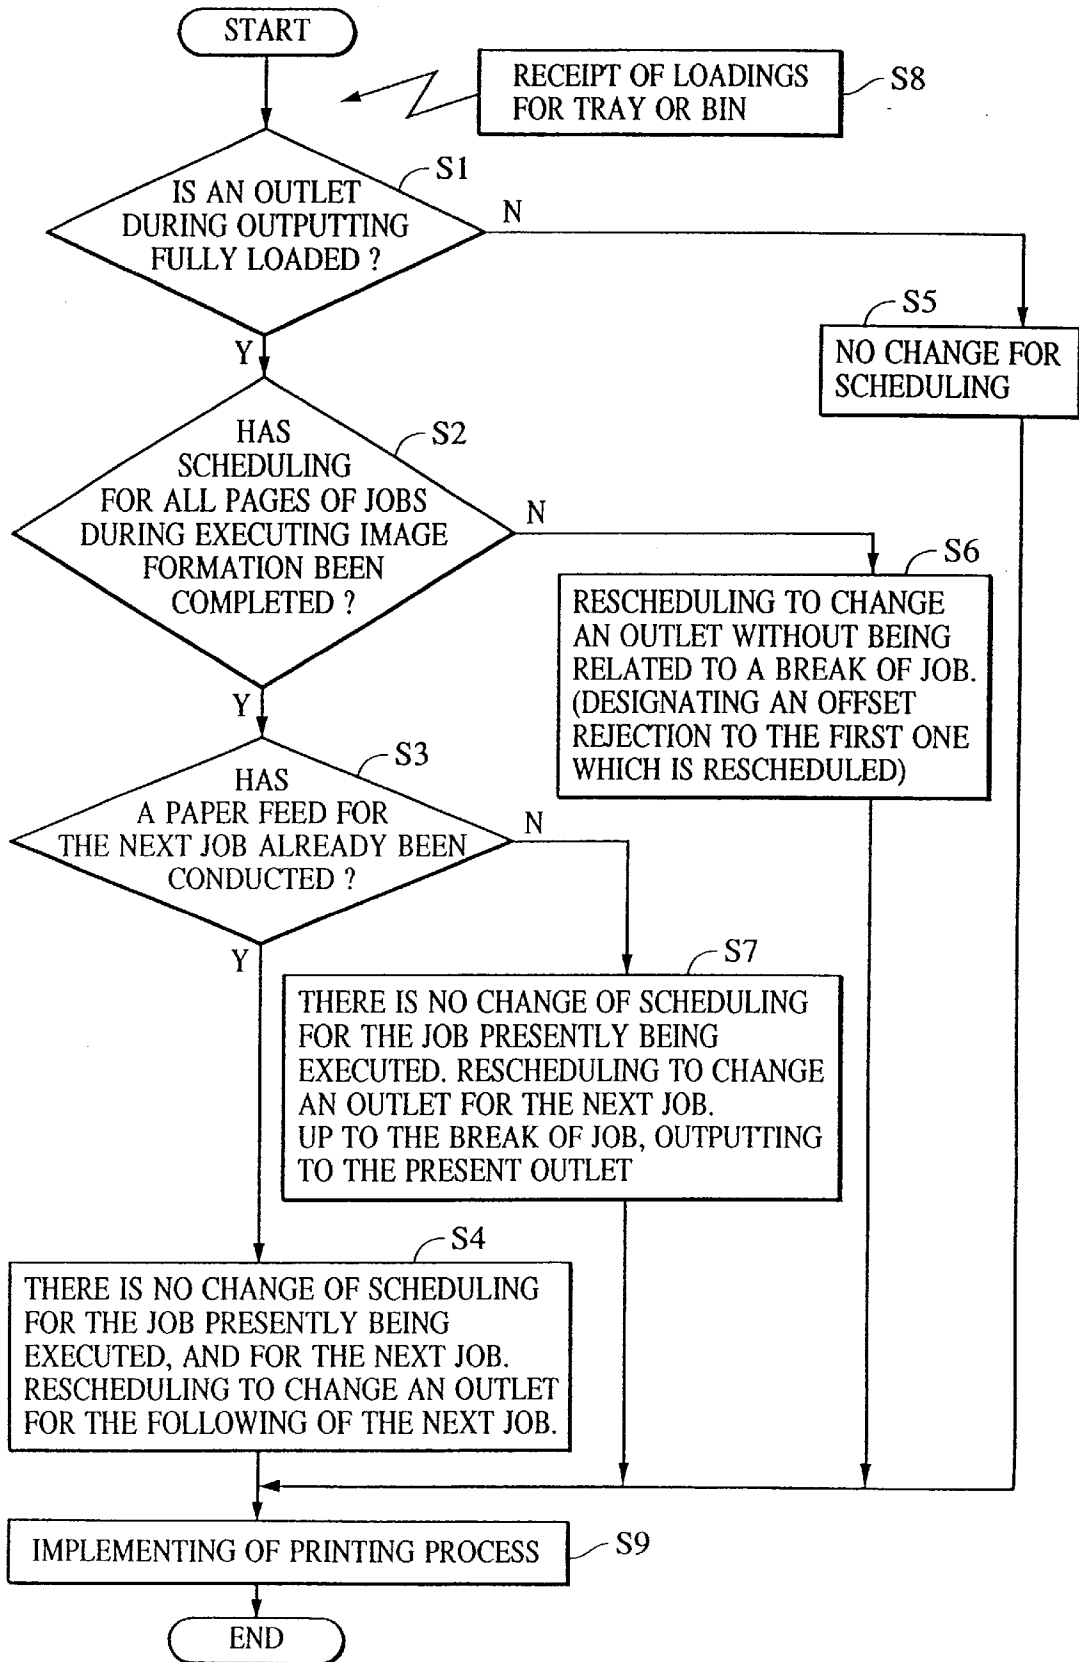 START
RECEIPT OF LOADINGS
FOR TRAY OR BIN
S8
S1
IS AN OUTLET
DURING OUTPUTTING
FULLY LOADED ?
N
Y
S5
NO CHANGE FOR
SCHEDULING
S2
HAS
SCHEDULING
FOR ALL PAGES OF JOBS
DURING EXECUTING IMAGE
FORMATION BEEN
COMPLETED ?
N
Y
S6
RESCHEDULING TO CHANGE
AN OUTLET WITHOUT BEING
RELATED TO A BREAK OF JOB.
(DESIGNATING AN OFFSET
REJECTION TO THE FIRST ONE
WHICH IS RESCHEDULED)
S3
HAS
A PAPER FEED FOR
THE NEXT JOB ALREADY BEEN
CONDUCTED ?
N
Y
S7
THERE IS NO CHANGE OF SCHEDULING
FOR THE JOB PRESENTLY BEING
EXECUTED. RESCHEDULING TO CHANGE
AN OUTLET FOR THE NEXT JOB.
UP TO THE BREAK OF JOB, OUTPUTTING
TO THE PRESENT OUTLET
S4
THERE IS NO CHANGE OF SCHEDULING
FOR THE JOB PRESENTLY BEING
EXECUTED, AND FOR THE NEXT JOB.
RESCHEDULING TO CHANGE AN OUTLET
FOR THE FOLLOWING OF THE NEXT JOB.
IMPLEMENTING OF PRINTING PROCESS
S9
END